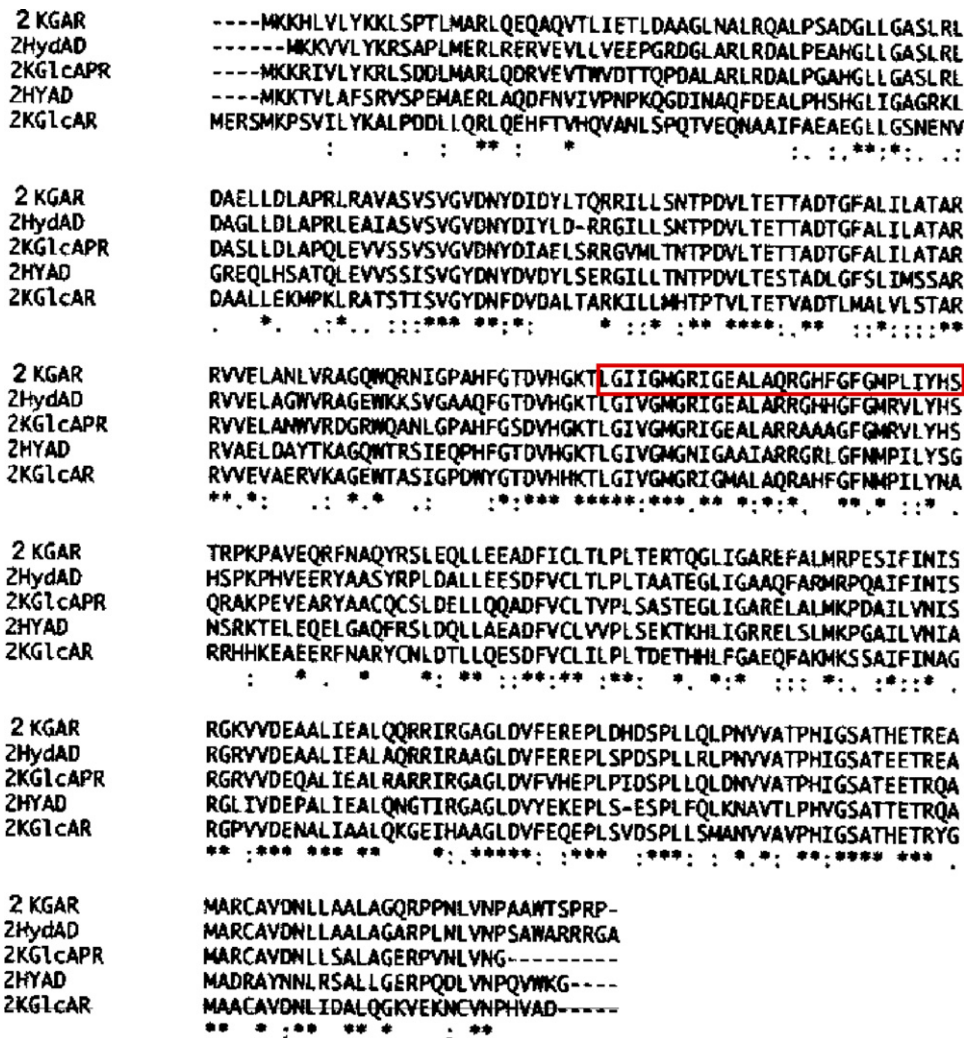 2 KGAR ----MKKHLVLYKKLSPTLMARLQEQAQVTLIETLDAAGLNALRQALPSADGLLGASLRL
2HydAD ------MKKVVLYKRSAPLMERLRERVEVLLVEEPGRDGLARLRDALPEAHGLLGASLRL
2KGlcAPR ----MKKRIVLYKRLSDDLMARLQDRVEVTWVDTTQPDALARLRDALPGAHGLLGASLRL
2HYAD ----MKKTVLAFSRVSPEMAERLAQDFNVIVPNPKQGDINAQFDEALPHSHGLIGAGRKL
2KGlcAR MERSMKPSVILYKALPDDLLQRLQEHFTVHQVANLSPQTVEQNAAIFAEAEGLLGSNENV
2 KGAR DAELLDLAPRLRAVASVSVGVDNYDIDYLTQRRILLSNTPDVLTETTADTGFALILATAR
2HydAD DAGLLDLAPRLEAIASVSVGVDNYDIYLD-RRGILLSNTPDVLTETTADTGFALILATAR
2KGlcAPR DASLLDLAPQLEVVSSVSVGVDNYDIAELSRRGVMLTNTPDVLTETTADTGFALILATAR
2HYAD GREQLHSATQLEVVSSISVGYDNYDVDYLSERGILLTNTPDVLTESTADLGFSLIMSSAR
2KGlcAR DAALLEKMPKLRATSTISVGYDNFDVDALTARKILLMHTPTVLTETVADTLMALVLSTAR
2 KGAR RVVELANLVRAGQWQRNIGPAHFGTDVHGKTLGIIGMGRIGEALAQRGHFGFGMPLIYHS
2HydAD RVVELAGWVRAGEWKKSVGAAQFGTDVHGKTLGIVGMGRIGEALARRGHHGFGMRVLYHS
2KGlcAPR RVVELANWVRDGRWQANLGPAHFGSDVHGKTLGIVGMGRIGEALARRAAAGFGMRVLYHS
2HYAD RVAELDAYTKAGQWTRSIEQPHFGTDVHGKTLGIVGMGNIGAAIARRGRLGFNMPILYSG
2KGlcAR RVVEVAERVKAGEWTASIGPDWYGTDVHHKTLGIVGMGRIGMALAQRAHFGFNMPILYNA
2 KGAR TRPKPAVEQRFNAQYRSLEQLLEEADFICLTLPLTERTQGLIGAREFALMRPESIFINIS
2HydAD HSPKPHVEERYAASYRPLDALLEESDFVCLTLPLTAATEGLIGAAQFARMRPQAIFINIS
2KGlcAPR QRAKPEVEARYAACQCSLDELLQQADFVCLTVPLSASTEGLIGARELALMKPDAILVNIS
2HYAD NSRKTELEQELGAQFRSLDQLLAEADFVCLVVPLSEKTKHLIGRRELSLMKPGAILVNIA
2KGlcAR RRHHKEAEERFNARYCNLDTLLQESDFVCLILPLTDETHHLFGAEQFAKMKSSAIFINAG
2 KGAR RGKVVDEAALIEALQQRRIRGAGLDVFEREPLDHDSPLLQLPNVVATPHIGSATHETREA
2HydAD RGRVVDEAALIEALAQRRIRAAGLDVFEREPLSPDSPLLRLPNVVATPHIGSATEETREA
2KGlcAPR RGRVVDEQALIEALRARRIRGAGLDVFVHEPLPIDSPLLQLDNVVATPHIGSATEETRQA
2HYAD RGLIVDEPALIEALQNGTIRGAGLDVYEKEPLS-ESPLFQLKNAVTLPHVGSATTETRQA
2KGlcAR RGPVVDENALIAALQKGEIHAAGLDVFEQEPLSVDSPLLSMANVVAVPHIGSATHETRYG
2 KGAR MARCAVDNLLAALAGQRPPNLVNPAAWTSPRP-
2HydAD MARCAVDNLLAALAGARPLNLVNPSAWARRRGA
2KGlcAPR MARCAVDNLLSALAGERPVNLVNG---------
2HYAD MADRAYNNLRSALLGERPQDLVNPQVWKG----
2KGlcAR MAACAVDNLIDALQGKVEKNCVNPHVAD-----